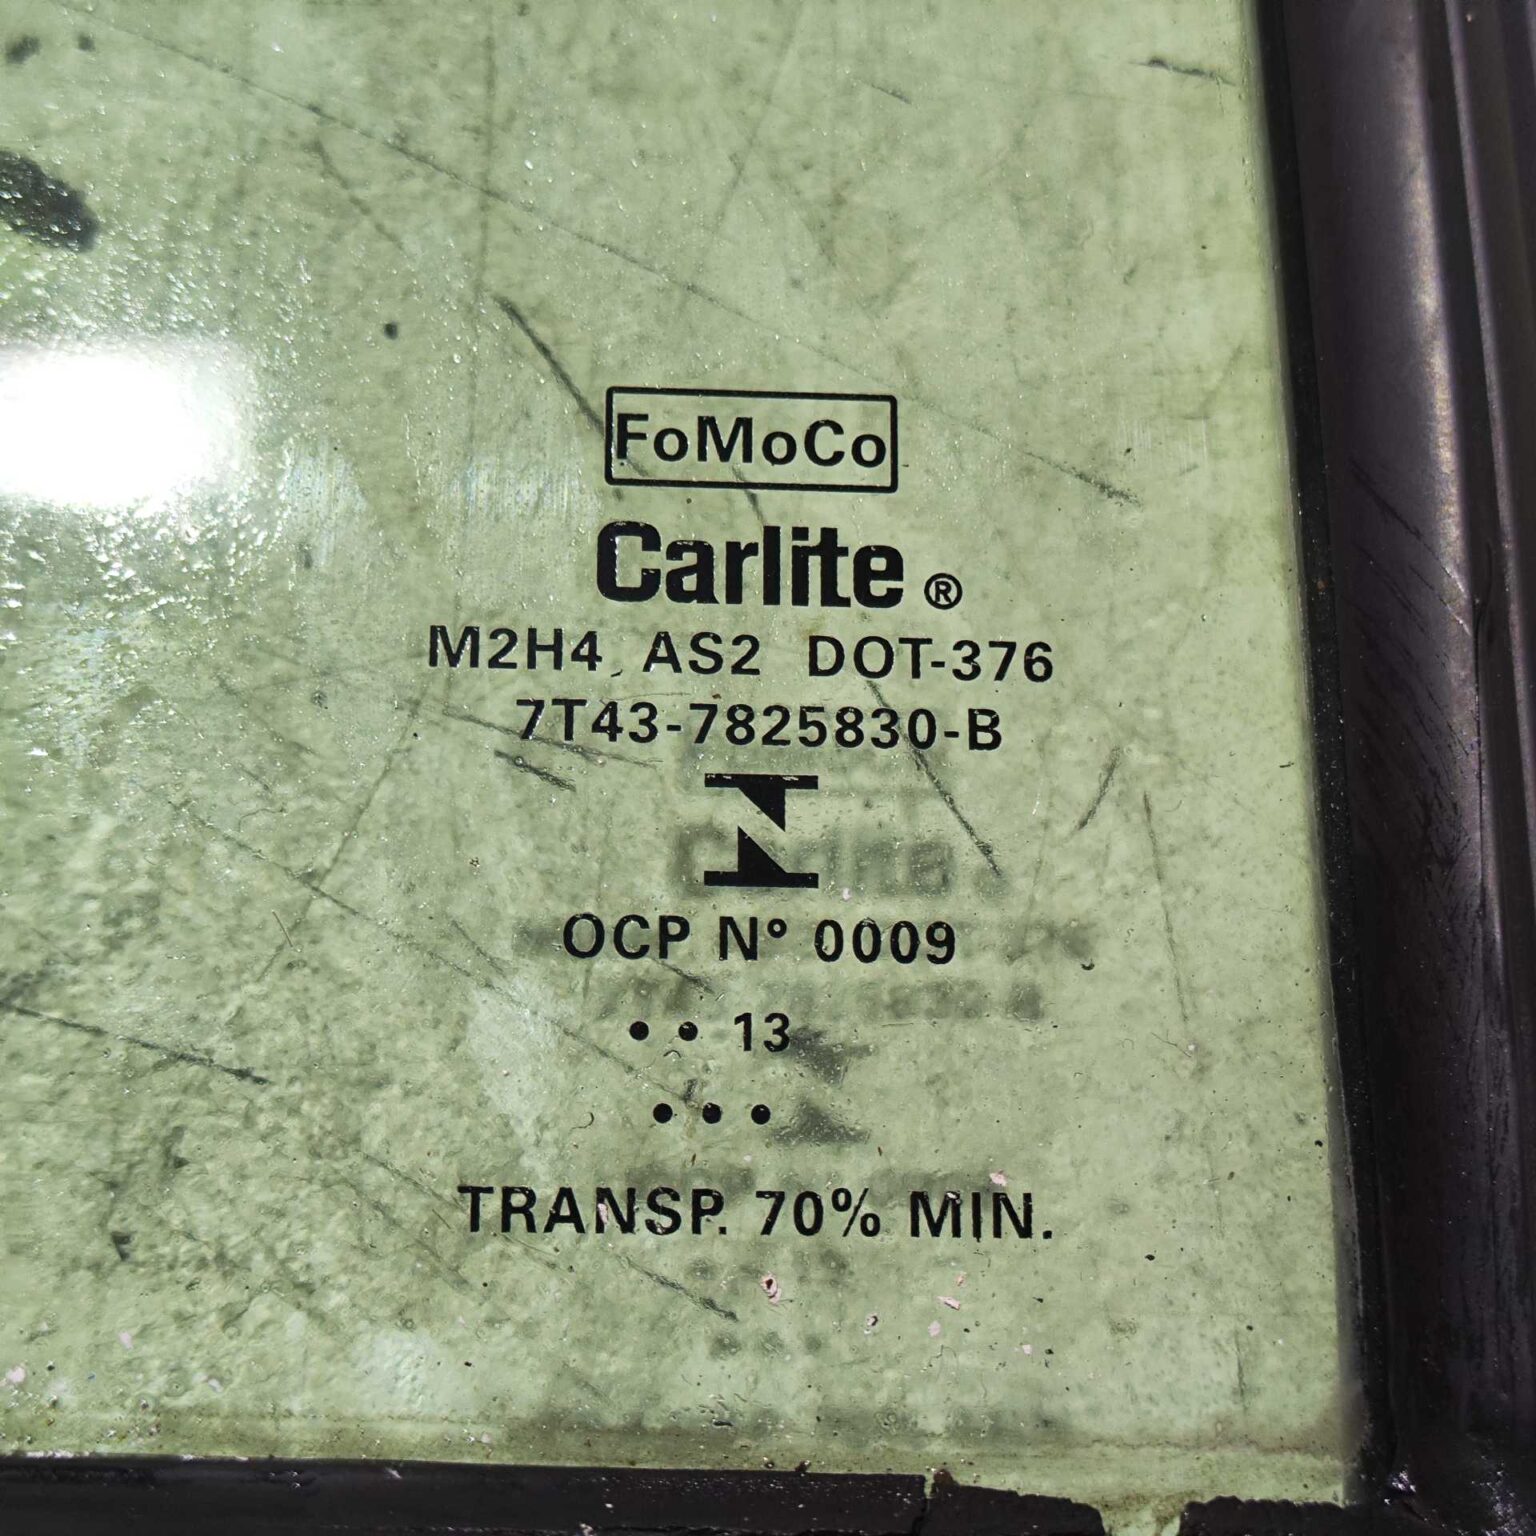 FoMoCo
Carlite ®
M2H4 AS2 DOT-376
7T43-7825830-B
OCP N° 0009
• • 13
• • •
TRANSP. 70% MIN.